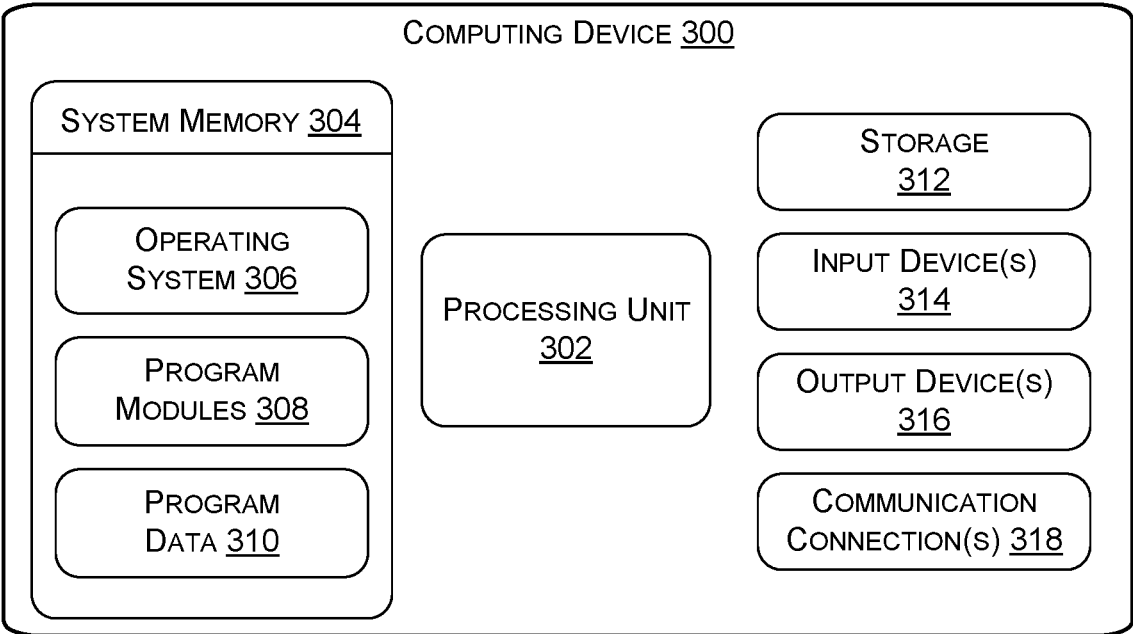 COMPUTING DEVICE 300
SYSTEM MEMORY 304
OPERATING
SYSTEM 306
PROGRAM
MODULES 308
PROGRAM
DATA 310
PROCESSING UNIT
302
STORAGE
312
INPUT DEVICE(S)
314
OUTPUT DEVICE(S)
316
COMMUNICATION
CONNECTION(S) 318